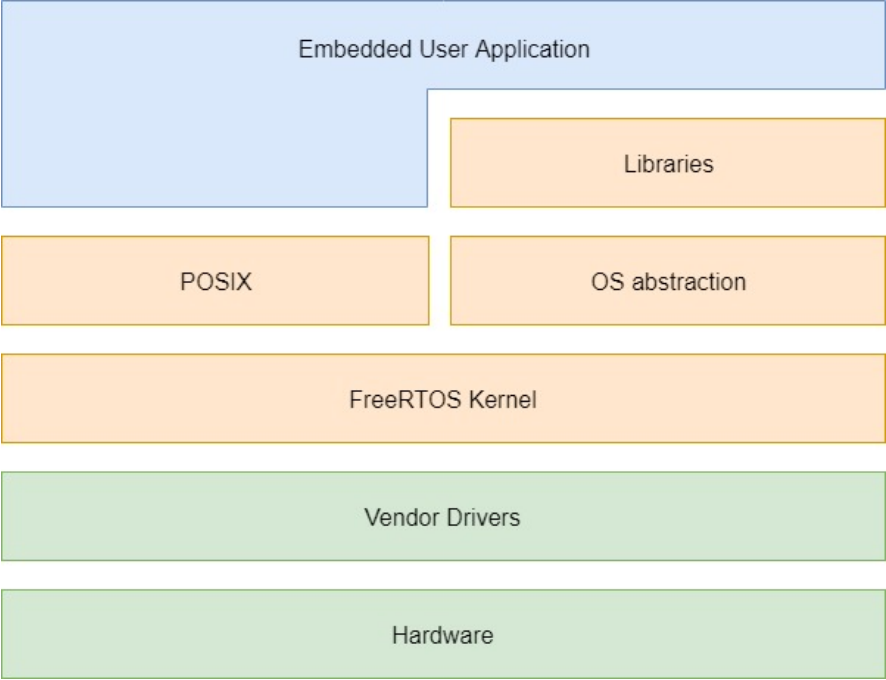 Embedded User Application
Libraries
POSIX
OS abstraction
FreeRTOS Kernel
Vendor Drivers
Hardware